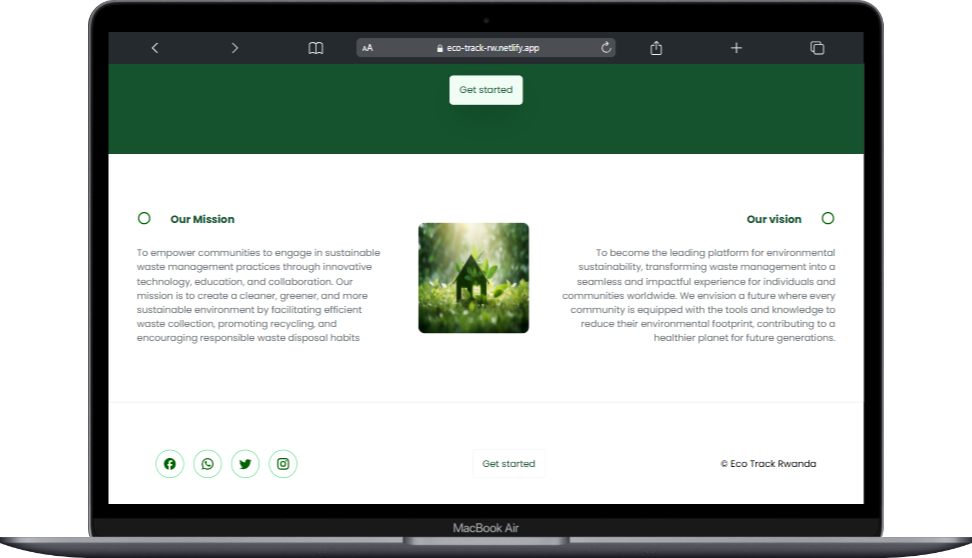 AA
eco-track-rw.netlify.app
Get started
Our Mission
To empower communities to engage in sustainable
waste management practices through innovative
technology, education, and collaboration. Our
mission is to create a cleaner, greener, and more
sustainable environment by facilitating efficient
waste collection, promoting recycling, and
encouraging responsible waste disposal habits
Our vision
To become the leading platform for environmental
sustainability, transforming waste management into a
seamless and impactful experience for individuals and
communities worldwide. We envision a future where every
community is equipped with the tools and knowledge to
reduce their environmental footprint, contributing to a
healthier planet for future generations.
Get started
© Eco Track Rwanda
MacBook Air